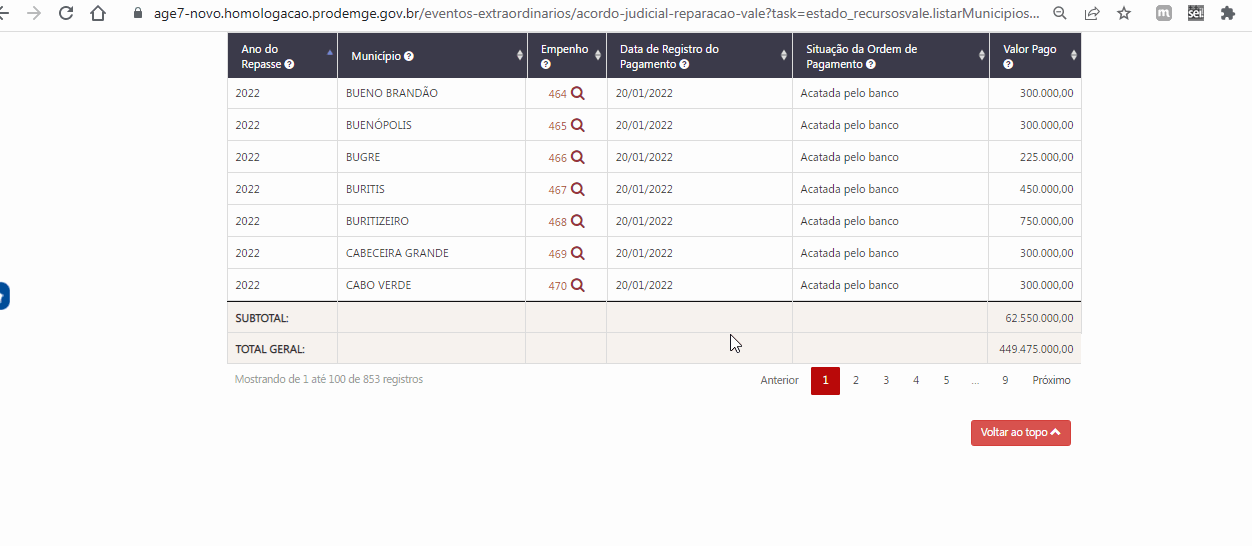 age7-novo.homologacao.prodemge.gov.br/eventos-extraordinarios/acordo-judicial-reparacao-vale?task=estado_recursosvale.listarMunicipios...
m sei!
Ano do Repasse ? Município ? Empenho ? Data de Registro do Pagamento ? Situação da Ordem de Pagamento ? Valor Pago ?
2022 BUENO BRANDÃO 464 20/01/2022 Acatada pelo banco 300.000,00
2022 BUENÓPOLIS 465 20/01/2022 Acatada pelo banco 300.000,00
2022 BUGRE 466 20/01/2022 Acatada pelo banco 225.000,00
2022 BURITIS 467 20/01/2022 Acatada pelo banco 450.000,00
2022 BURITIZEIRO 468 20/01/2022 Acatada pelo banco 750.000,00
2022 CABECEIRA GRANDE 469 20/01/2022 Acatada pelo banco 300.000,00
2022 CABO VERDE 470 20/01/2022 Acatada pelo banco 300.000,00
SUBTOTAL: 62.550.000,00
TOTAL GERAL: 449.475.000,00
Mostrando de 1 até 100 de 853 registros Anterior 1 2 3 4 5 ... 9 Próximo
Voltar ao topo